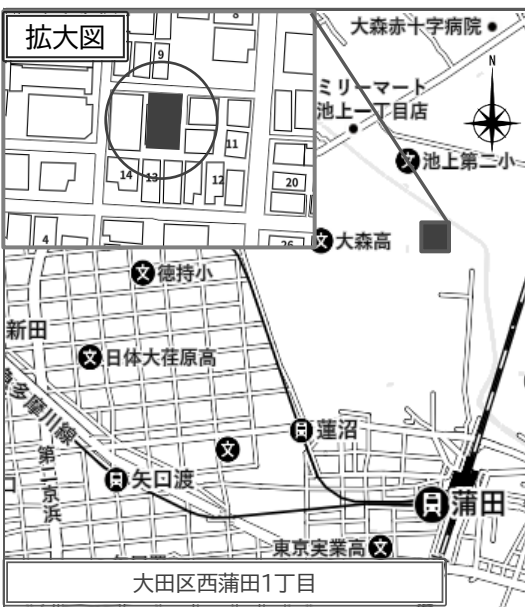 拡大図
8
9
11
14
13
12
20
4
26
大森赤十字病院
N
ミリーマート
池上一丁目店
池上第二小
大森高
徳持小
新田
日体大荏原高
多摩川線
第二京浜
蓮沼
矢口渡
蒲田
東京実業高
大田区西蒲田1丁目